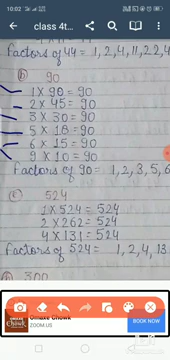 10:02
class 4th...
Factors of 44 = 1, 2, 4, 11, 22, 4
(b) 90
1 × 90 = 90
2 × 45 = 90
3 × 30 = 90
5 × 18 = 90
6 × 15 = 90
9 × 10 = 90
Factors of 90 = 1, 2, 3, 5, 6
(c) 524
1 × 524 = 524
2 × 262 = 524
4 × 131 = 524
Factors of 524 = 1, 2, 4, 13
300
Omaxe Chowk
ZOOM.US
BOOK NOW